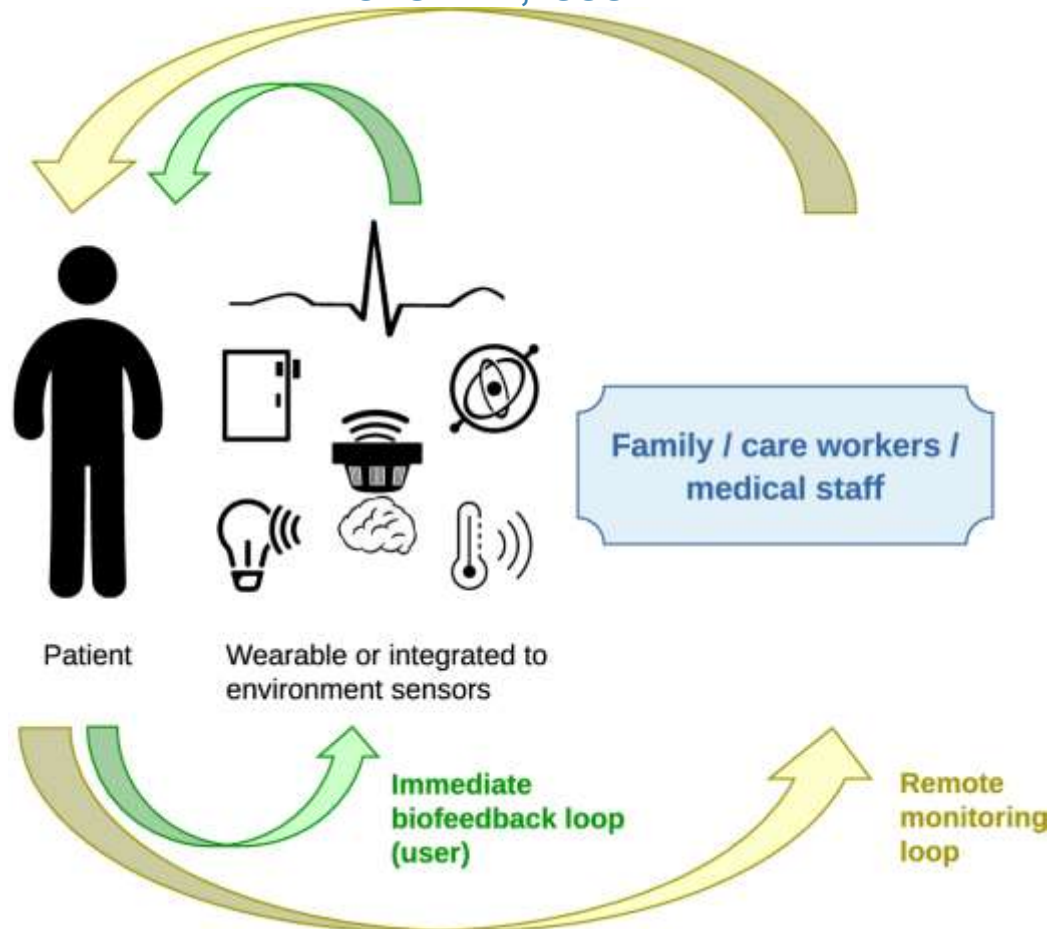 Family / care workers /
medical staff
Patient
Wearable or integrated to
environment sensors
Immediate
biofeedback loop
(user)
Remote
monitoring
loop